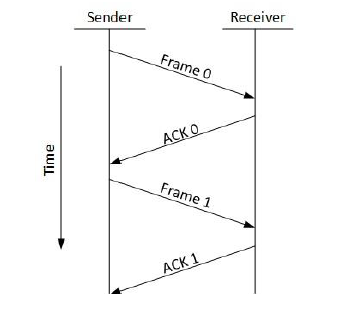 Sender
Receiver
Frame 0
ACK 0
Time
Frame 1
ACK 1